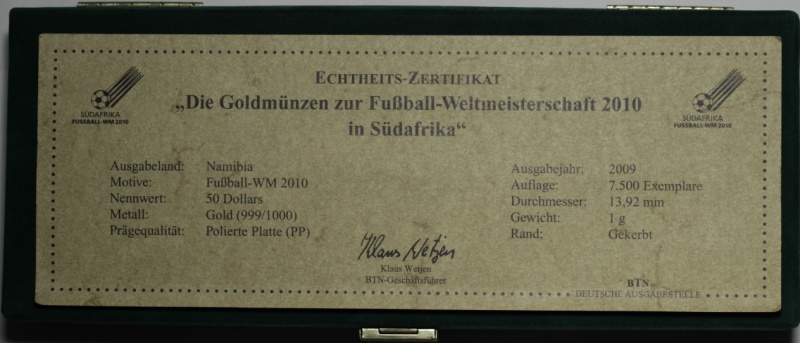 ECHTHEITS-ZERTIFIKAT
„Die Goldmünzen zur Fußball-Weltmeisterschaft 2010
in Südafrika“
SÜDAFRIKA
FUSSBALL-WM 2010
SÜDAFRIKA
FUSSBALL-WM 2010
Ausgabeland: Namibia
Motive: Fußball-WM 2010
Nennwert: 50 Dollars
Metall: Gold (999/1000)
Prägequalität: Polierte Platte (PP)
Ausgabejahr: 2009
Auflage: 7.500 Exemplare
Durchmesser: 13,92 mm
Gewicht: 1 g
Rand: Gekerbt
Klaus Wetjen
Klaus Wetjen
BTN-Geschäftsführer
BTN
DEUTSCHE AUSGABESTELLE